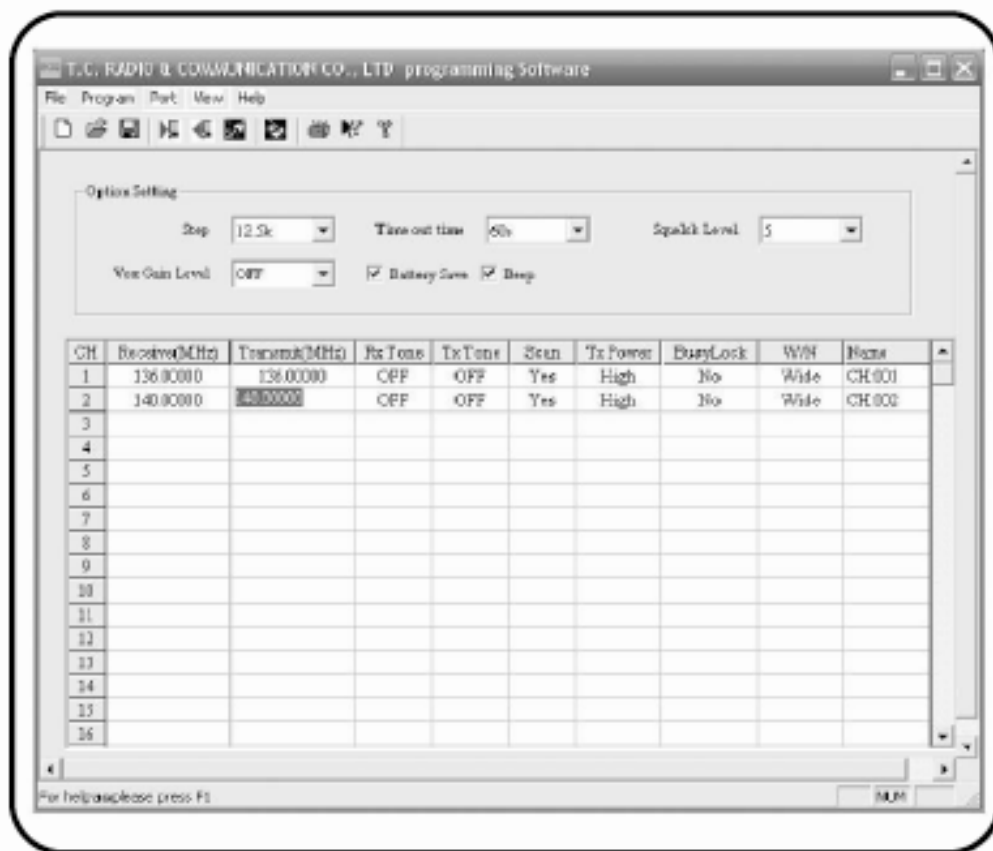 T.C. RADIO & COMMUNICATION CO., LTD programming Software
File Program Port View Help
Option Setting
Step 12.5k Time out time 60s Squelch Level 5
Vox Gain Level OFF Battery Save Beep
CH Receive(MHz) Transmit(MHz) Rx Tone Tx Tone Scan Tx Power BusyLock W/N Name
1 136.00000 136.00000 OFF OFF Yes High No Wide CH:001
2 140.00000 140.00000 OFF OFF Yes High No Wide CH:002
3
4
5
6
7
8
9
10
11
12
13
14
15
16
For help please press F1 NUM